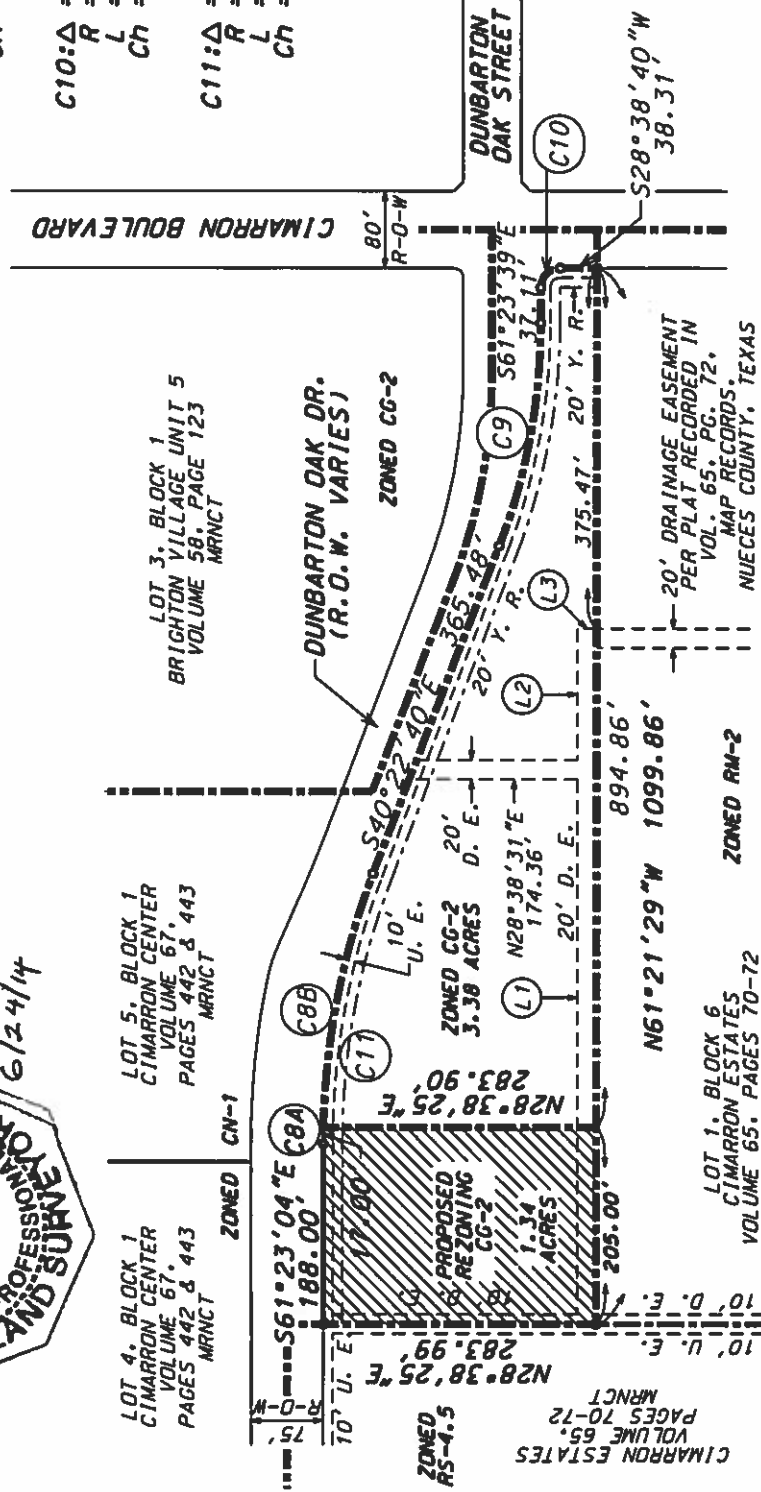 6/24/14
PROFESSIONAL
LAND SURVEYO
C10:Δ =
R =
L =
Ch =
C11:Δ =
R =
L =
Ch =
LOT 4, BLOCK 1
CIMARRON CENTER
VOLUME 67,
PAGES 442 & 443
MRNCT
LOT 5, BLOCK 1
CIMARRON CENTER
VOLUME 67,
PAGES 442 & 443
MRNCT
LOT 3, BLOCK 1
BRIGHTON VILLAGE UNIT 5
VOLUME 58, PAGE 123
MRNCT
CIMARRON BOULEVARD
80'
R-O-W
DUNBARTON
OAK STREET
DUNBARTON OAK DR.
(R.O.W. VARIES)
ZONED CG-2
ZONED CN-1
75'
R-O-W
10' U. E.
S61°23'04"E
188.00'
17.00'
C8A
C8B
C11
S40°22'40"E 365.48'
C9
S61°23'39"E
37.11'
C10
S28°38'40"W
38.31'
10'
U. E.
20' Y. R.
20' Y. R.
ZONED CG-2
3.38 ACRES
20'
D. E.
N28°38'31"E
174.36'
L1
L2
L3
20' D. E.
375.47'
894.86'
N61°21'29"W 1099.86'
N28°38'25"E
283.90'
PROPOSED
REZONING
CG-2
1.34
ACRES
10' D. E.
205.00'
N28°38'25"E
283.99'
ZONED
RS-4.5
CIMARRON ESTATES
VOLUME 65,
PAGES 70-72
MRNCT
10' U. E.
10' D. E.
LOT 1, BLOCK 6
CIMARRON ESTATES
VOLUME 65, PAGES 70-72
ZONED RM-2
20' DRAINAGE EASEMENT
PER PLAT RECORDED IN
VOL. 65, PG. 72,
MAP RECORDS,
NUECES COUNTY, TEXAS